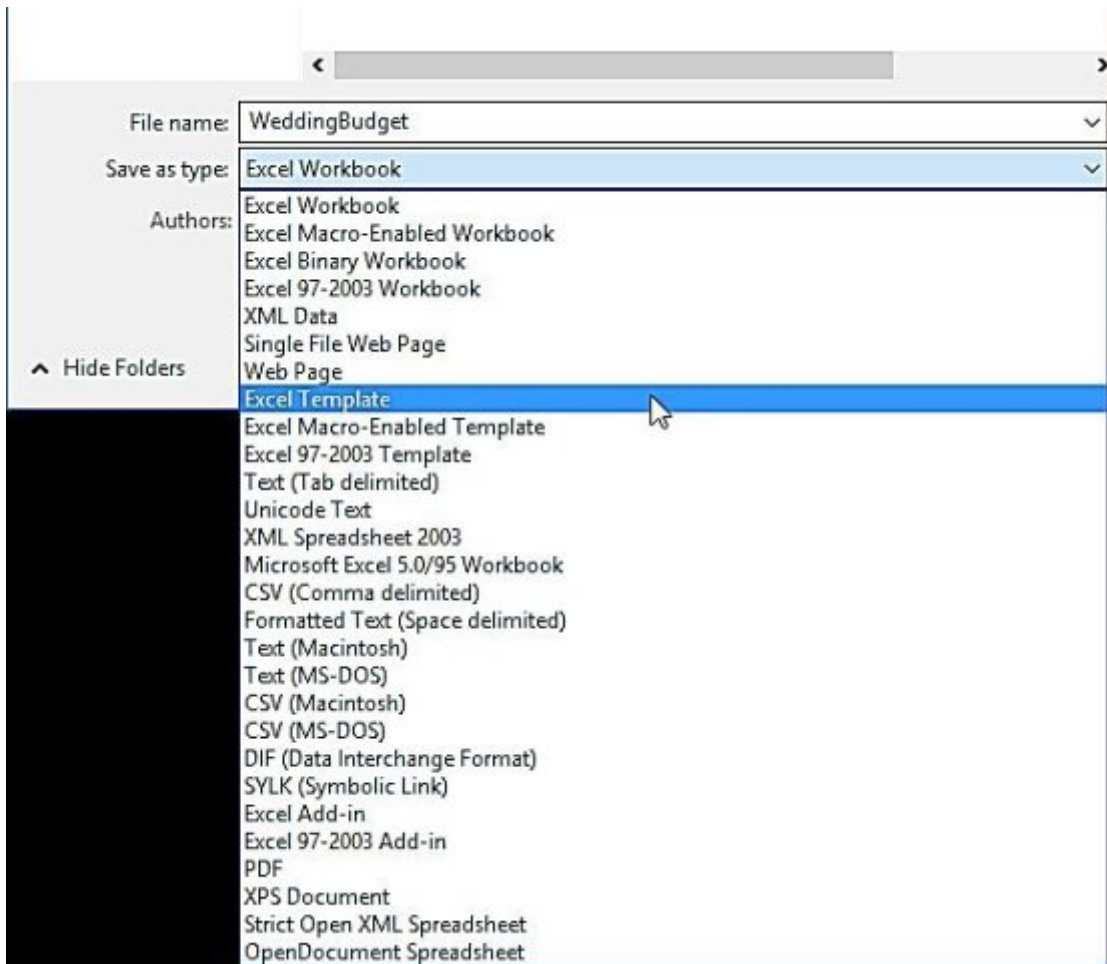 File name: WeddingBudget
Save as type: Excel Workbook
Authors:
Excel Workbook
Excel Macro-Enabled Workbook
Excel Binary Workbook
Excel 97-2003 Workbook
XML Data
Single File Web Page
Hide Folders
Web Page
Excel Template
Excel Macro-Enabled Template
Excel 97-2003 Template
Text (Tab delimited)
Unicode Text
XML Spreadsheet 2003
Microsoft Excel 5.0/95 Workbook
CSV (Comma delimited)
Formatted Text (Space delimited)
Text (Macintosh)
Text (MS-DOS)
CSV (Macintosh)
CSV (MS-DOS)
DIF (Data Interchange Format)
SYLK (Symbolic Link)
Excel Add-in
Excel 97-2003 Add-in
PDF
XPS Document
Strict Open XML Spreadsheet
OpenDocument Spreadsheet